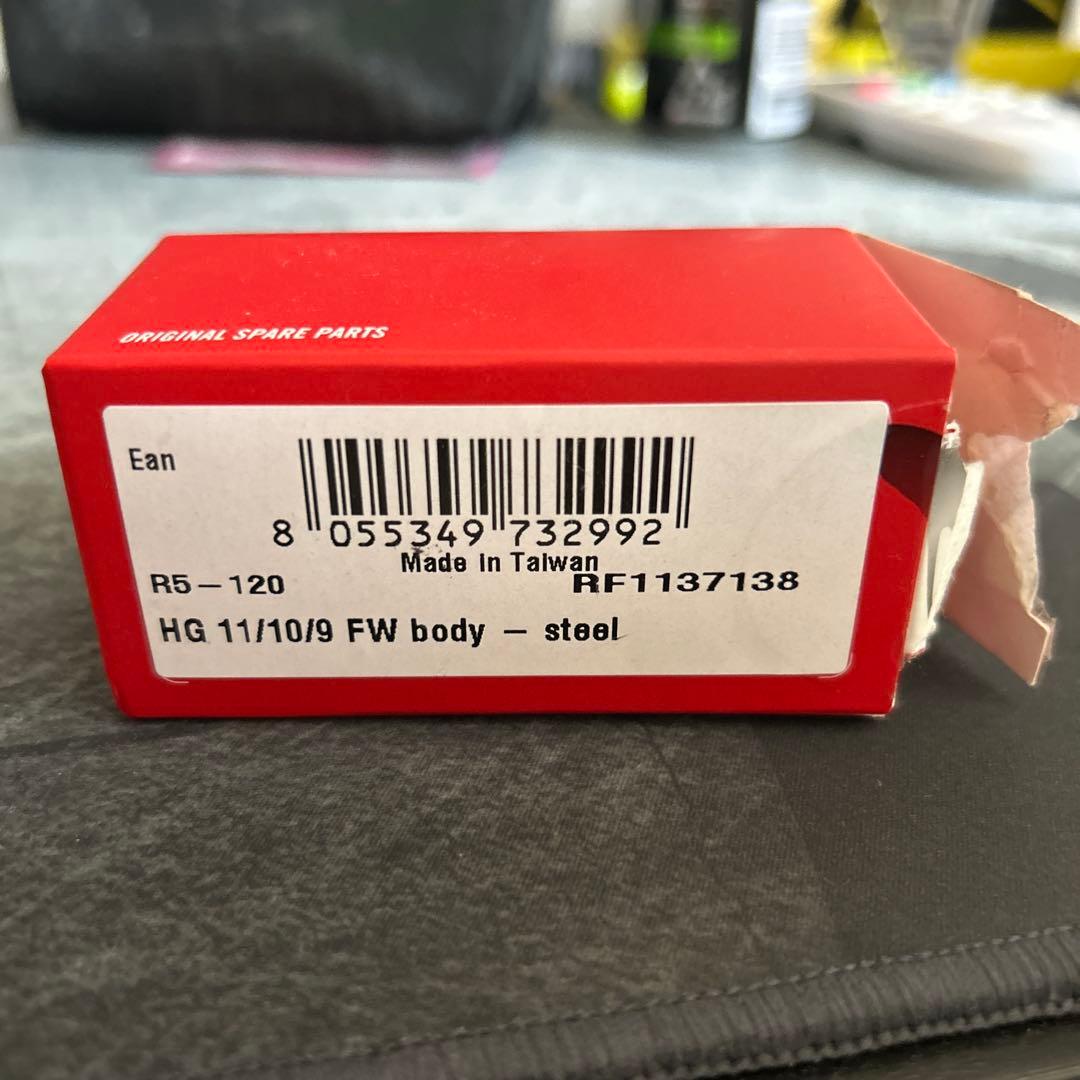 ORIGINAL SPARE PARTS
Ean
8 055349 732992
Made in Taiwan
R5-120 RF1137138
HG 11/10/9 FW body - steel